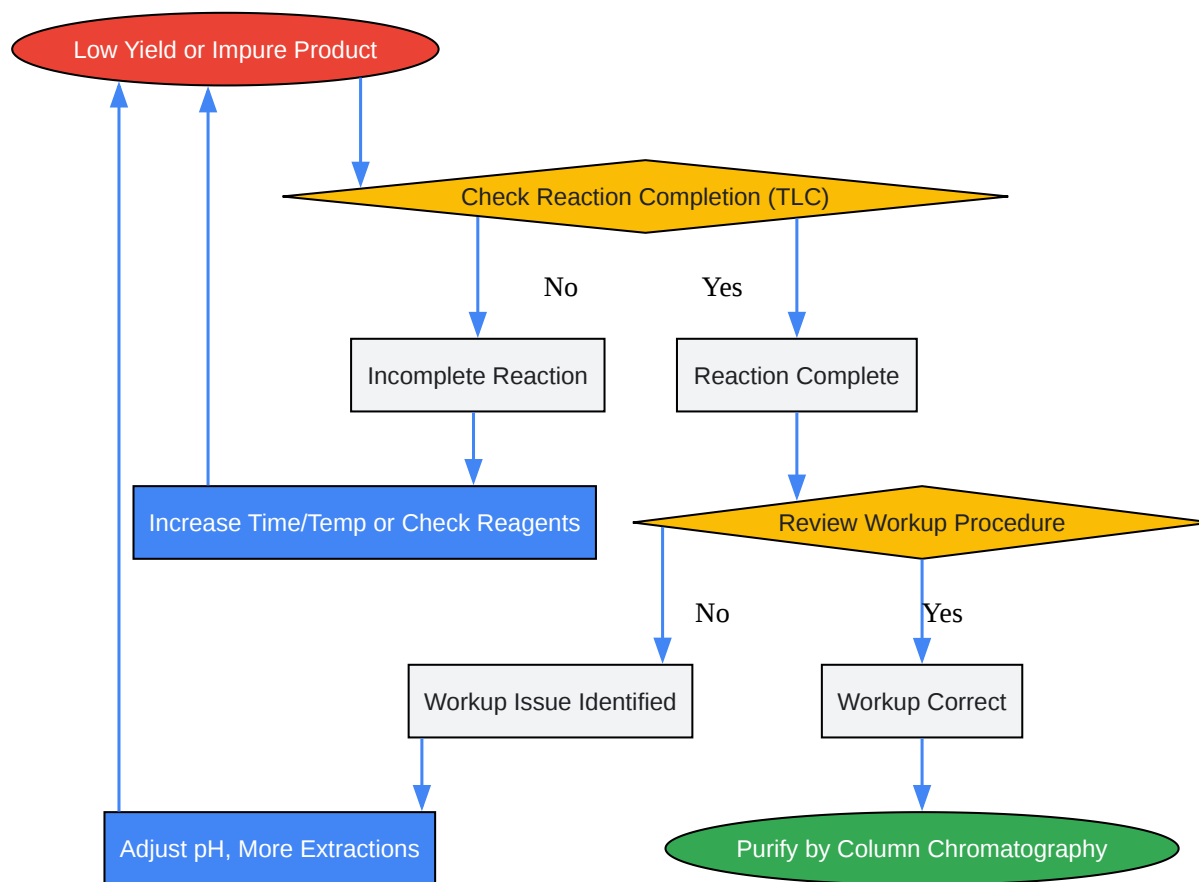 Low Yield or Impure Product
Check Reaction Completion (TLC)
No
Yes
Incomplete Reaction
Reaction Complete
Increase Time/Temp or Check Reagents
Review Workup Procedure
No
Yes
Workup Issue Identified
Workup Correct
Adjust pH, More Extractions
Purify by Column Chromatography